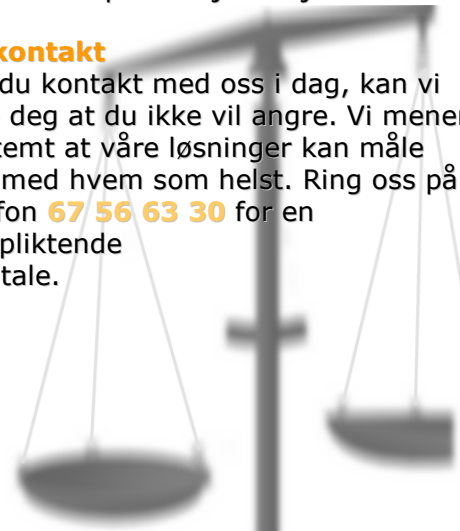 kontakt
du kontakt med oss i dag, kan vi
deg at du ikke vil angre. Vi mener
temt at våre løsninger kan måle
med hvem som helst. Ring oss på
fon 67 56 63 30 for en
pliktende
tale.